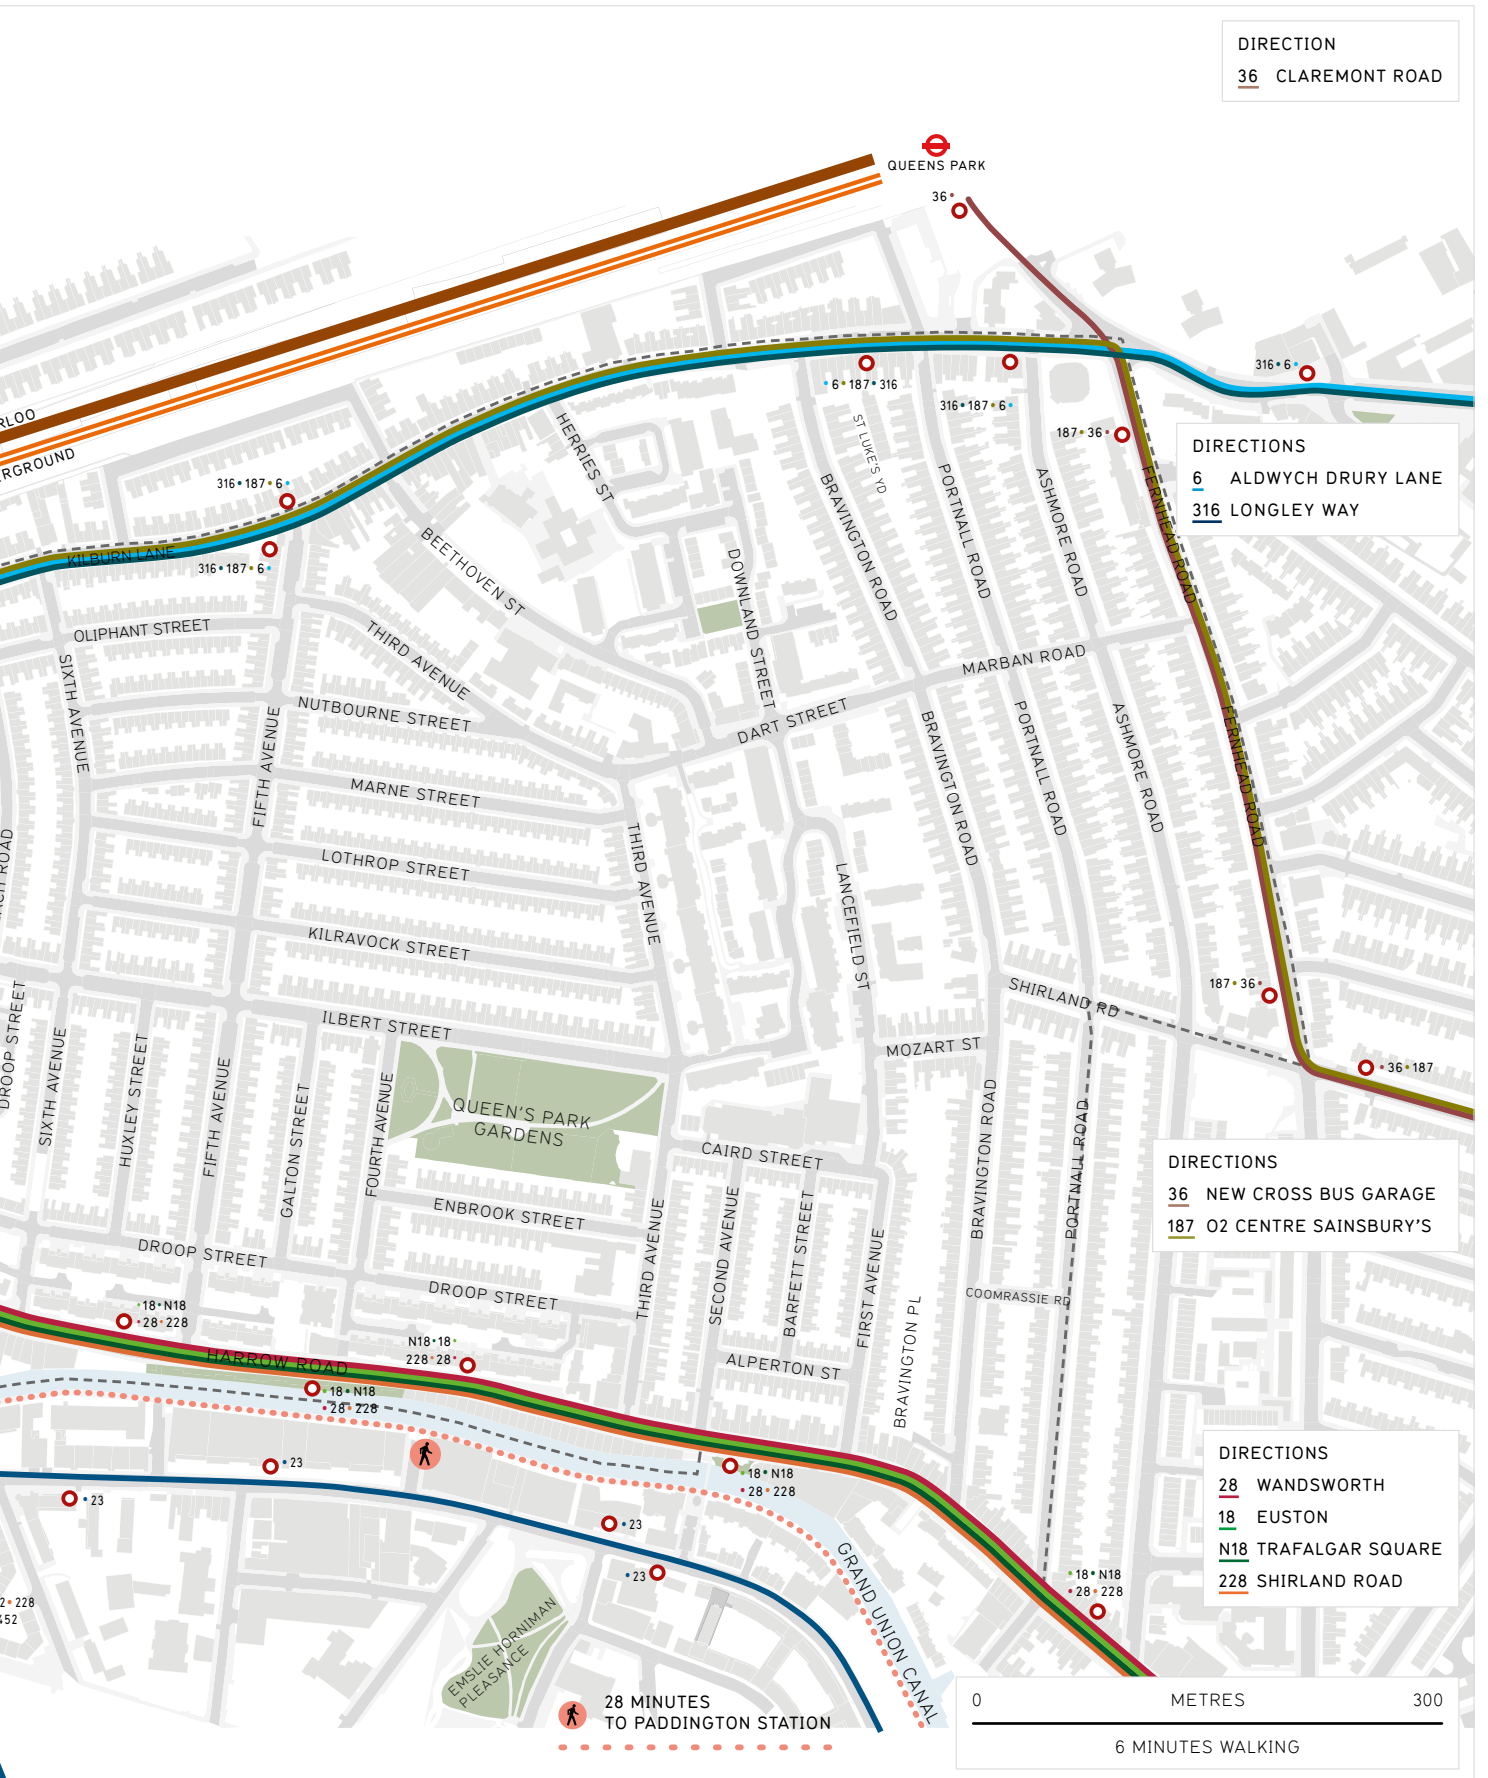 DIRECTION
36 CLAREMONT ROAD
QUEENS PARK
36
RLOO
RGROUND
316 • 6
6 • 187 • 316
316 • 187 • 6
187 • 36
DIRECTIONS
6 ALDWYCH DRURY LANE
316 LONGLEY WAY
316 • 187 • 6
KILBURN LANE
316 • 187 • 6
HERRIES ST
ST LUKE'S YD
BEETHOVEN ST
BRAVINGTON ROAD
PORTNALL ROAD
ASHMORE ROAD
FERNHEAD ROAD
DOWNLAND STREET
OLIPHANT STREET
THIRD AVENUE
SIXTH AVENUE
MARBAN ROAD
NUTBOURNE STREET
DART STREET
FIFTH AVENUE
BRAVINGTON ROAD
PORTNALL ROAD
ASHMORE ROAD
FERNHEAD ROAD
MARNE STREET
LOTHROP STREET
THIRD AVENUE
LANCEFIELD ST
KILRAVOCK STREET
187 • 36
SHIRLAND RD
DROOP STREET
SIXTH AVENUE
HUXLEY STREET
FIFTH AVENUE
GALTON STREET
FOURTH AVENUE
ILBERT STREET
MOZART ST
36 • 187
QUEEN'S PARK
GARDENS
CAIRD STREET
BRAVINGTON ROAD
PORTNALL ROAD
DIRECTIONS
36 NEW CROSS BUS GARAGE
187 O2 CENTRE SAINSBURY'S
ENBROOK STREET
THIRD AVENUE
SECOND AVENUE
BARFETT STREET
FIRST AVENUE
DROOP STREET
DROOP STREET
COOMRASSIE RD
BRAVINGTON PL
18 • N18
28 • 228
N18 • 18
228 • 28
HARROW ROAD
ALPERTON ST
18 • N18
28 • 228
23
23
18 • N18
28 • 228
23
23
DIRECTIONS
28 WANDSWORTH
18 EUSTON
N18 TRAFALGAR SQUARE
228 SHIRLAND ROAD
18 • N18
28 • 228
GRAND UNION CANAL
2 • 228
452
EMSLIE HORNIMAN
PLEASANCE
28 MINUTES
TO PADDINGTON STATION
0 METRES 300
6 MINUTES WALKING